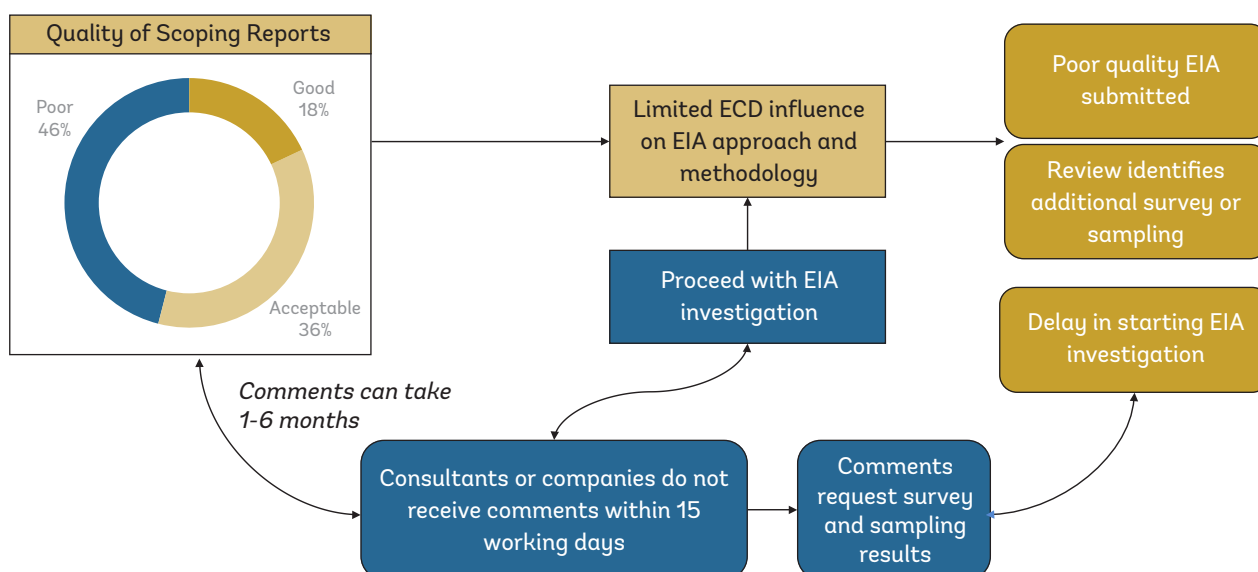 Quality of Scoping Reports
Good
18%
Poor
46%
Acceptable
36%
Limited ECD influence
on EIA approach and
methodology
Poor quality EIA
submitted
Review identifies
additional survey or
sampling
Proceed with EIA
investigation
Delay in starting EIA
investigation
Comments can take
1-6 months
Consultants or companies do not
receive comments within 15
working days
Comments
request survey
and sampling
results